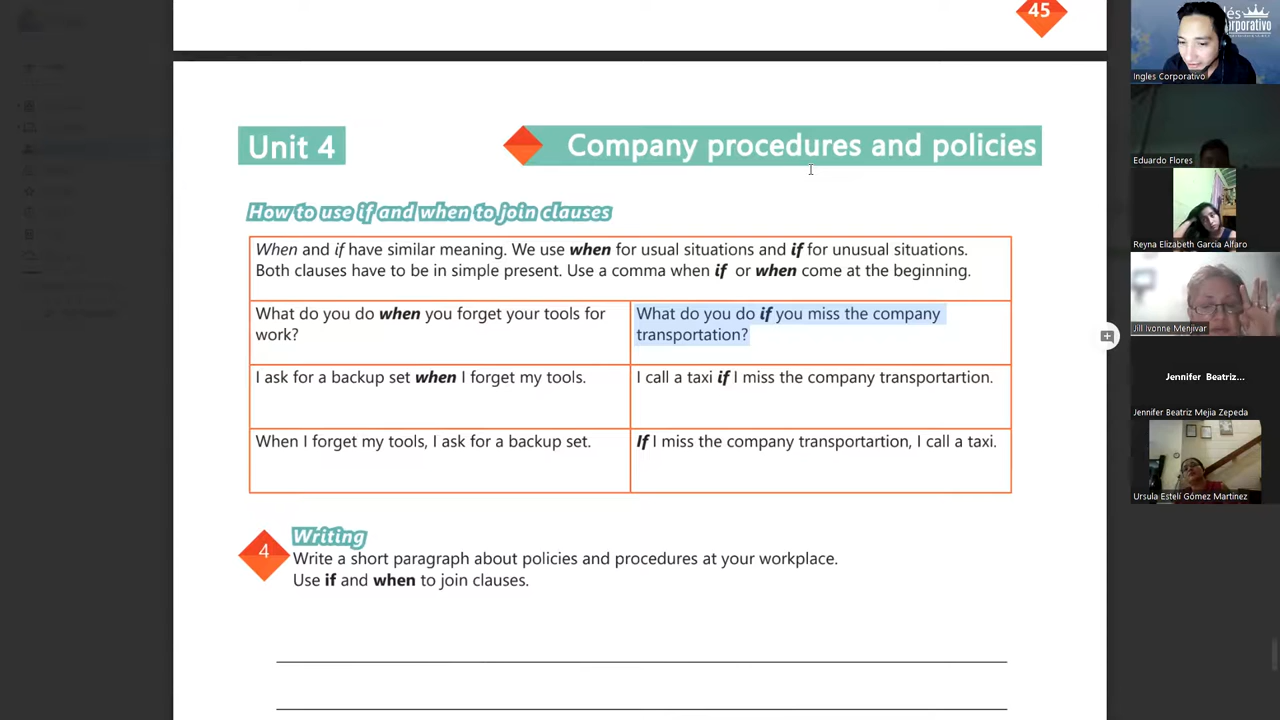 45
Unit 4
Company procedures and policies
How to use if and when to join clauses
When and if have similar meaning. We use when for usual situations and if for unusual situations.
Both clauses have to be in simple present. Use a comma when if or when come at the beginning.
What do you do when you forget your tools for
work?
What do you do if you miss the company
transportation?
I ask for a backup set when I forget my tools.
I call a taxi if I miss the company transportartion.
When I forget my tools, I ask for a backup set.
If I miss the company transportartion, I call a taxi.
4
Writing
Write a short paragraph about policies and procedures at your workplace.
Use if and when to join clauses.
Ingles Corporativo
Eduardo Flores
Reyna Elizabeth Garcia Alfaro
Jill Ivonne Menjivar
Jennifer Beatriz...
Jennifer Beatriz Mejia Zepeda
Ursula Estelí Gómez Martínez